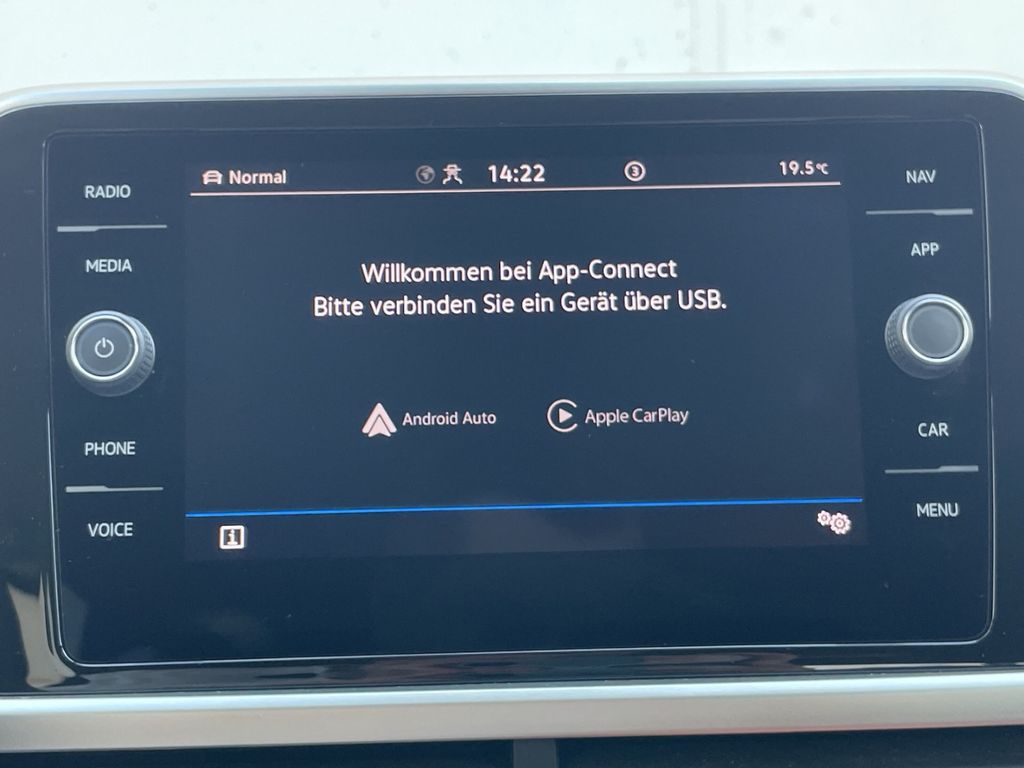 Normal 14:22 3 19.5°C
RADIO
MEDIA
PHONE
VOICE
Willkommen bei App-Connect
Bitte verbinden Sie ein Gerät über USB.
Android Auto Apple CarPlay
i
NAV
APP
CAR
MENU